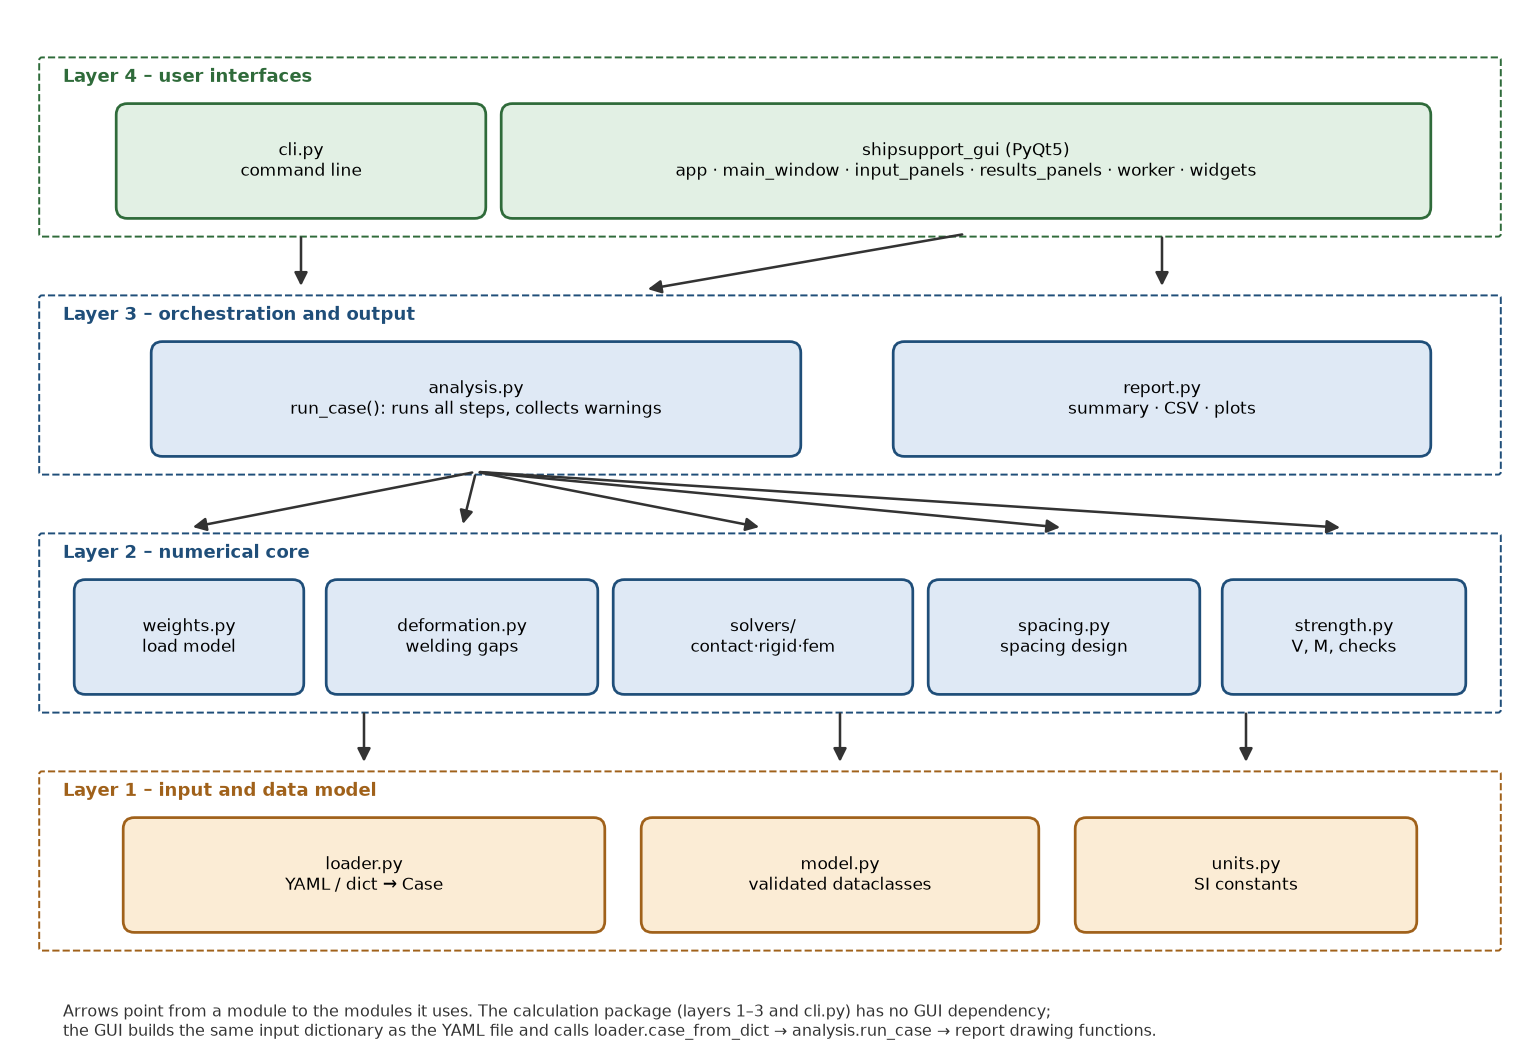 Layer 4 – user interfaces
cli.py
command line
shipsupport_gui (PyQt5)
app · main_window · input_panels · results_panels · worker · widgets
Layer 3 – orchestration and output
analysis.py
run_case(): runs all steps, collects warnings
report.py
summary · CSV · plots
Layer 2 – numerical core
weights.py
load model
deformation.py
welding gaps
solvers/
contact·rigid·fem
spacing.py
spacing design
strength.py
V, M, checks
Layer 1 – input and data model
loader.py
YAML / dict → Case
model.py
validated dataclasses
units.py
SI constants
Arrows point from a module to the modules it uses. The calculation package (layers 1–3 and cli.py) has no GUI dependency;
the GUI builds the same input dictionary as the YAML file and calls loader.case_from_dict → analysis.run_case → report drawing functions.